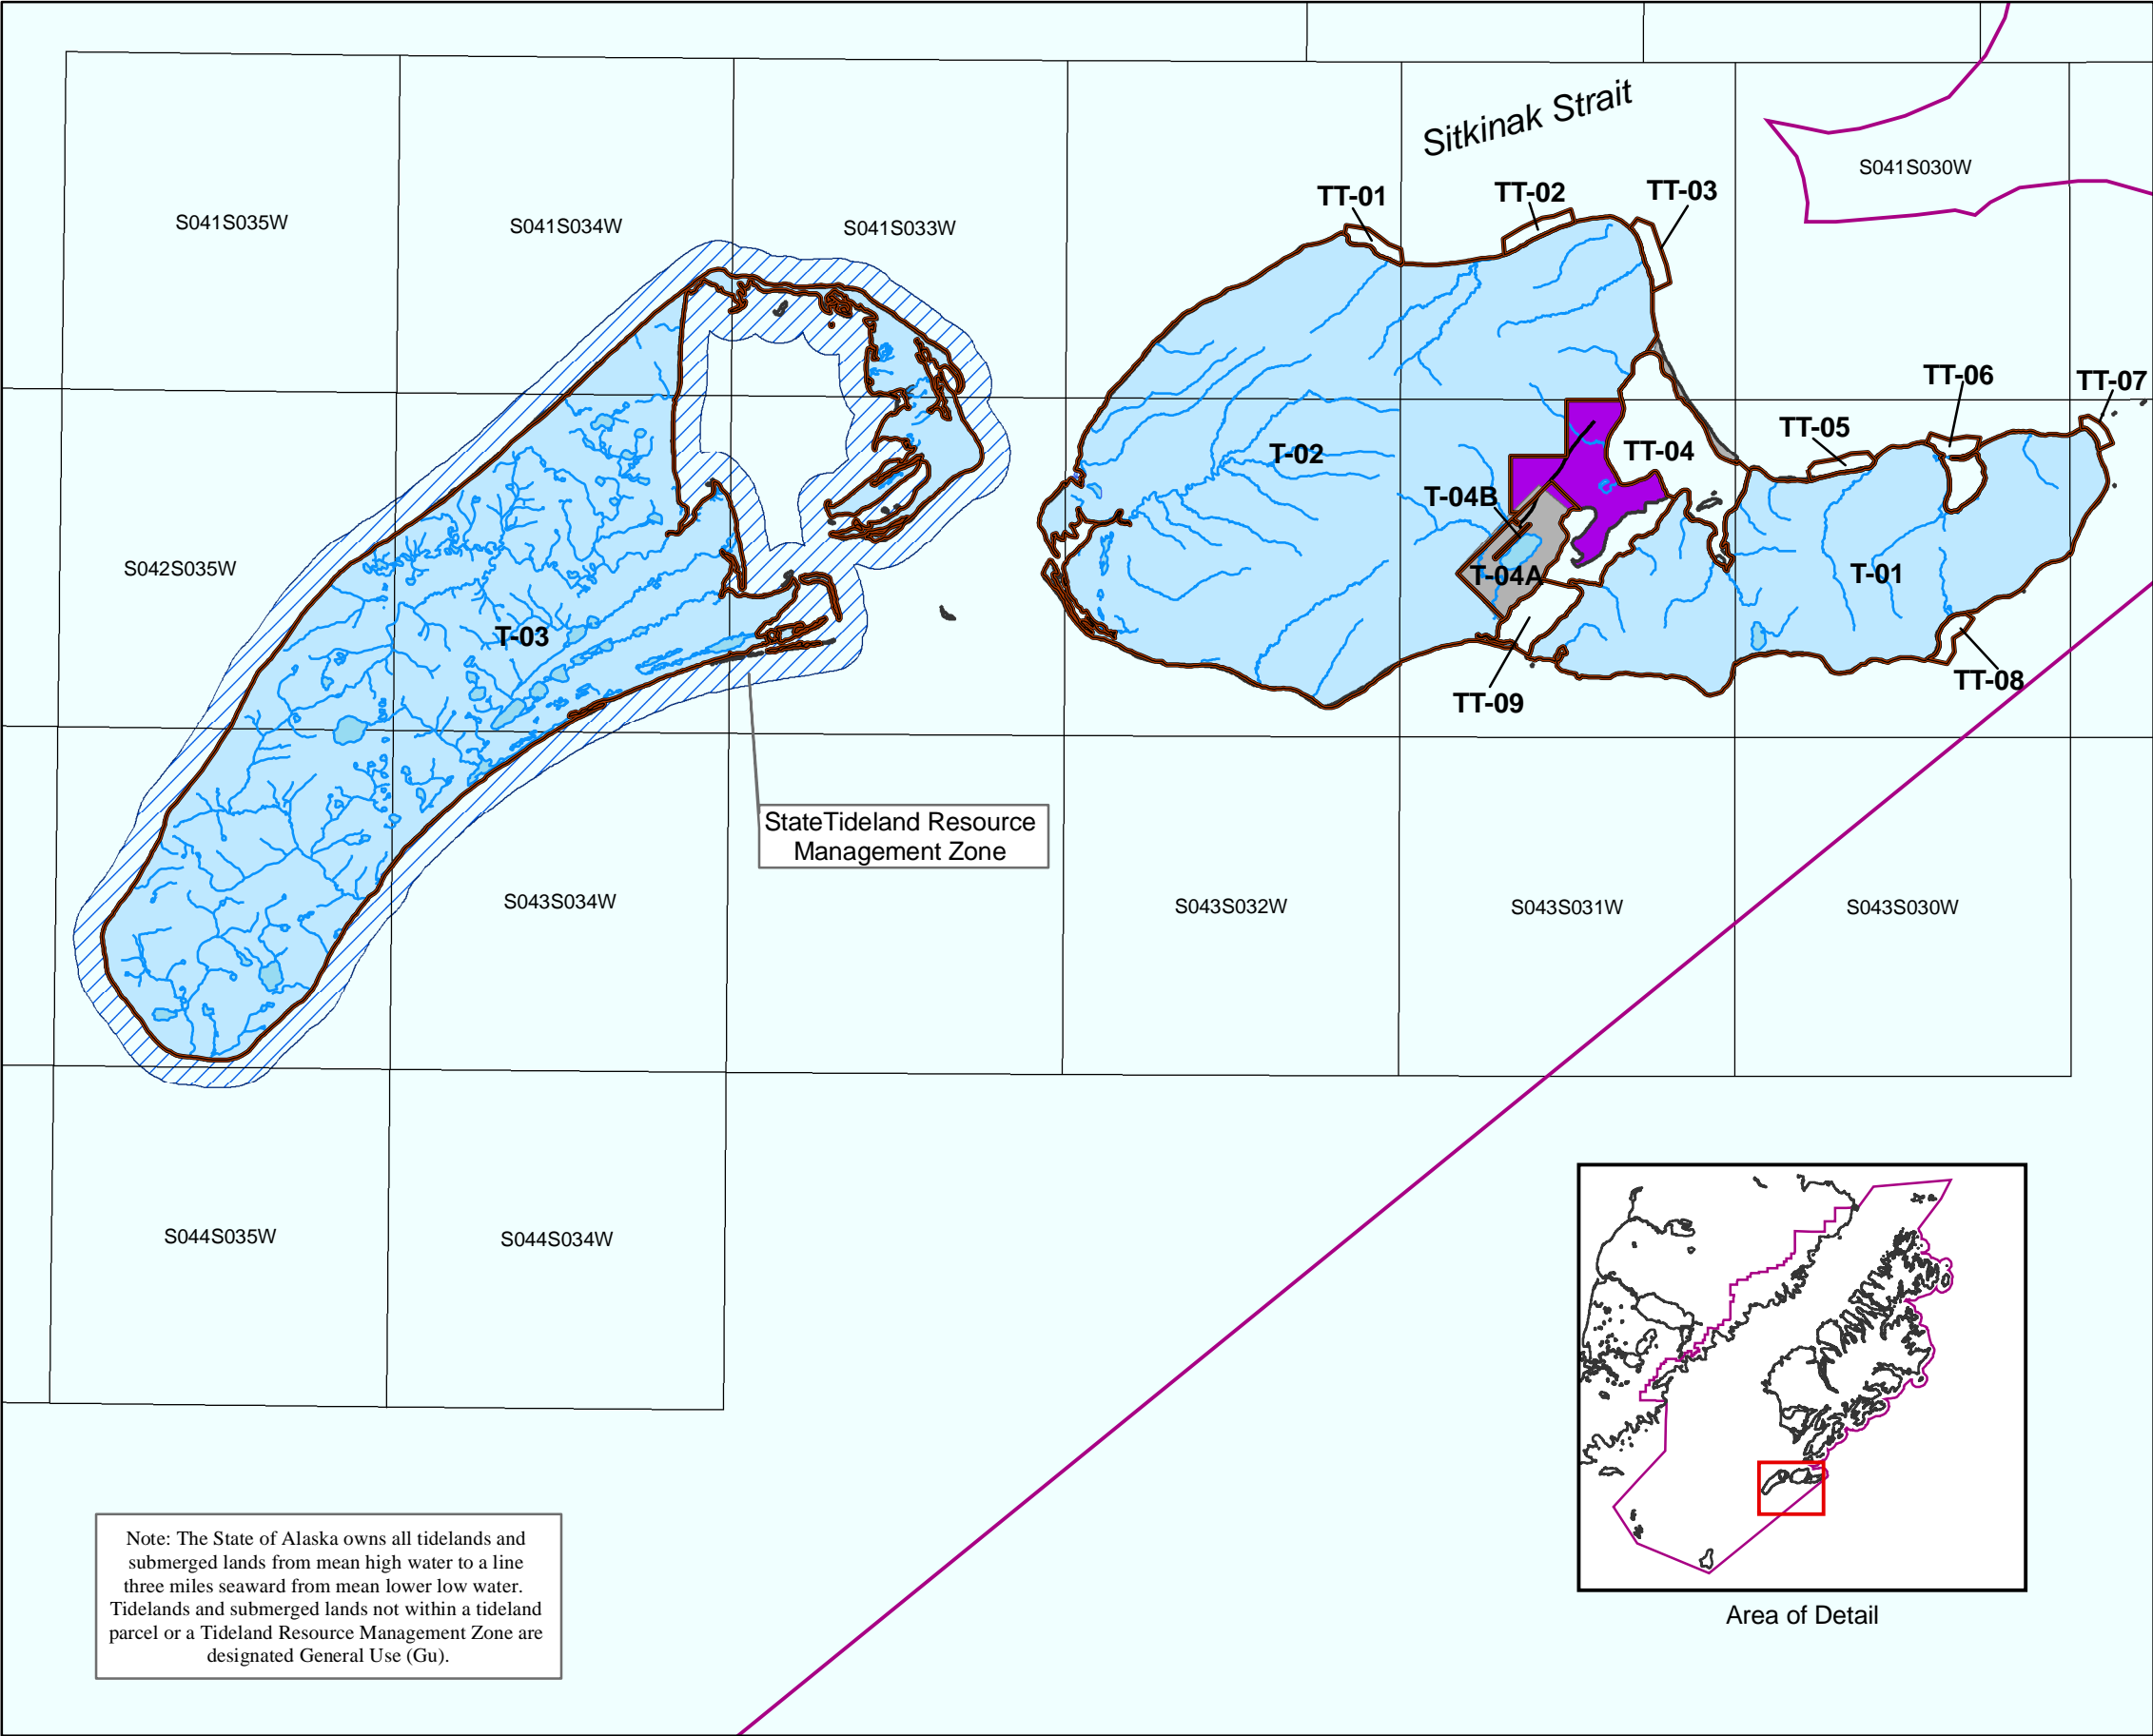 Sitkinak Strait
S041S030W
TT-01
TT-02
TT-03
S041S035W
S041S034W
S041S033W
TT-06
TT-07
TT-05
T-02
TT-04
T-04B
S042S035W
T-04A
T-01
T-03
TT-08
TT-09
StateTideland Resource
Management Zone
S043S034W
S043S032W
S043S031W
S043S030W
S044S035W
S044S034W
Note: The State of Alaska owns all tidelands and
submerged lands from mean high water to a line
three miles seaward from mean lower low water.
Tidelands and submerged lands not within a tideland
parcel or a Tideland Resource Management Zone are
designated General Use (Gu).
Area of Detail